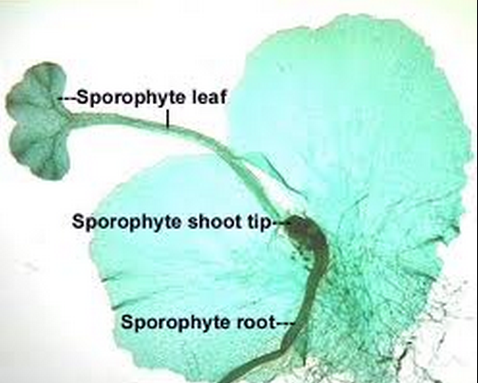 ---Sporophyte leaf
Sporophyte shoot tip---
Sporophyte root---